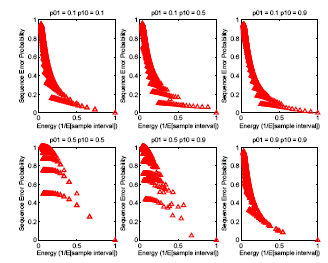 p01 = 0.1 p10 = 0.1
p01 = 0.1 p10 = 0.5
p01 = 0.1 p10 = 0.9
Sequence Error Probability
Sequence Error Probability
Sequence Error Probability
1
0.8
0.6
0.4
0.2
0
0 0.5 1
1
0.8
0.6
0.4
0.2
0
0 0.5 1
1
0.8
0.6
0.4
0.2
0
0 0.5 1
Energy (1/E[sample interval])
Energy (1/E[sample interval])
Energy (1/E[sample interval])
p01 = 0.5 p10 = 0.5
p01 = 0.5 p10 = 0.9
p01 = 0.9 p10 = 0.9
Sequence Error Probability
Sequence Error Probability
Sequence Error Probability
1
0.8
0.6
0.4
0.2
0
0 0.5 1
1
0.8
0.6
0.4
0.2
0
0 0.5 1
1
0.8
0.6
0.4
0.2
0
0 0.5 1
Energy (1/E[sample interval])
Energy (1/E[sample interval])
Energy (1/E[sample interval])